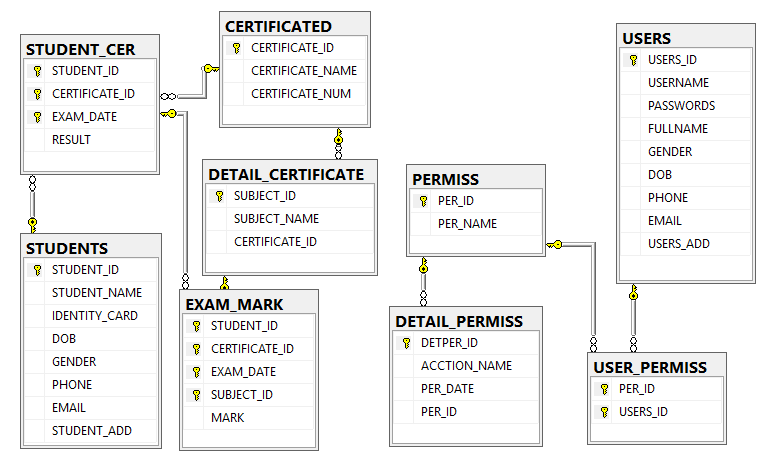 STUDENT_CER
STUDENT_ID
CERTIFICATE_ID
EXAM_DATE
RESULT
CERTIFICATED
CERTIFICATE_ID
CERTIFICATE_NAME
CERTIFICATE_NUM
USERS
USERS_ID
USERNAME
PASSWORDS
FULLNAME
GENDER
DOB
PHONE
EMAIL
USERS_ADD
DETAIL_CERTIFICATE
SUBJECT_ID
SUBJECT_NAME
CERTIFICATE_ID
PERMISS
PER_ID
PER_NAME
STUDENTS
STUDENT_ID
STUDENT_NAME
IDENTITY_CARD
DOB
GENDER
PHONE
EMAIL
STUDENT_ADD
EXAM_MARK
STUDENT_ID
CERTIFICATE_ID
EXAM_DATE
SUBJECT_ID
MARK
DETAIL_PERMISS
DETPER_ID
ACCTION_NAME
PER_DATE
PER_ID
USER_PERMISS
PER_ID
USERS_ID